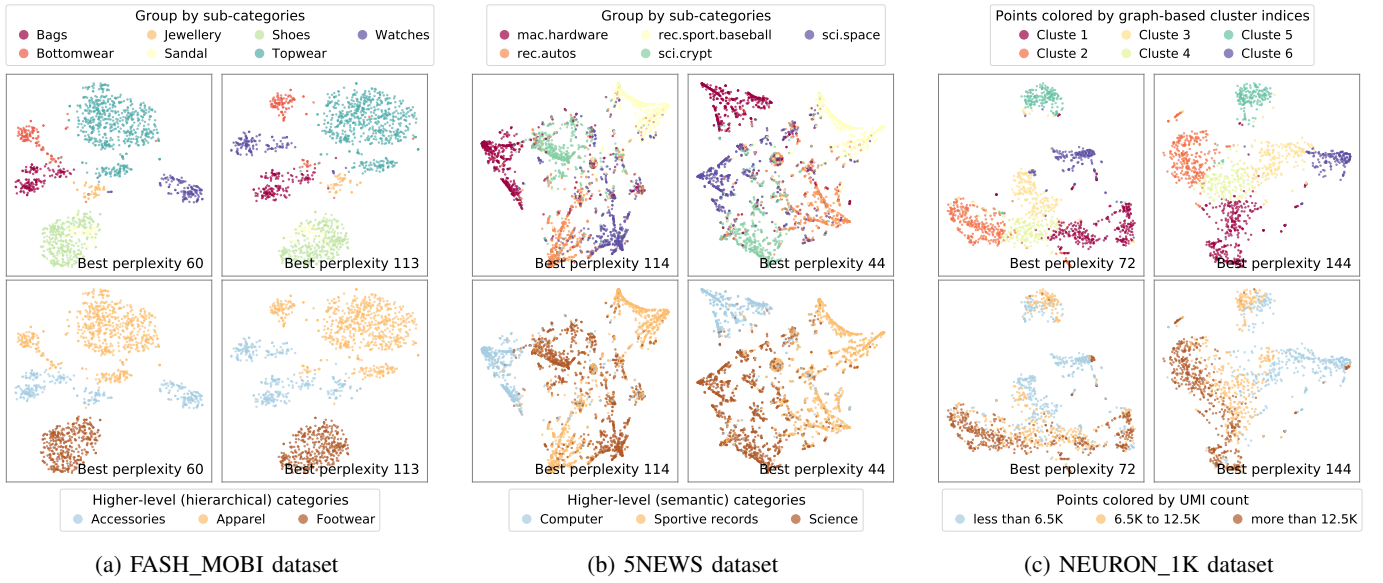 Group by sub-categories
Bags
Jewellery
Shoes
Watches
Bottomwear
Sandal
Topwear
Best perplexity 60
Best perplexity 113
Best perplexity 60
Best perplexity 113
Higher-level (hierarchical) categories
Accessories
Apparel
Footwear
(a) FASH_MOBI dataset
Group by sub-categories
mac.hardware
rec.sport.baseball
sci.space
rec.autos
sci.crypt
Best perplexity 114
Best perplexity 44
Best perplexity 114
Best perplexity 44
Higher-level (semantic) categories
Computer
Sportive records
Science
(b) 5NEWS dataset
Points colored by graph-based cluster indices
Cluste 1
Cluste 3
Cluste 5
Cluste 2
Cluste 4
Cluste 6
Best perplexity 72
Best perplexity 144
Best perplexity 72
Best perplexity 144
Points colored by UMI count
less than 6.5K
6.5K to 12.5K
more than 12.5K
(c) NEURON_1K dataset